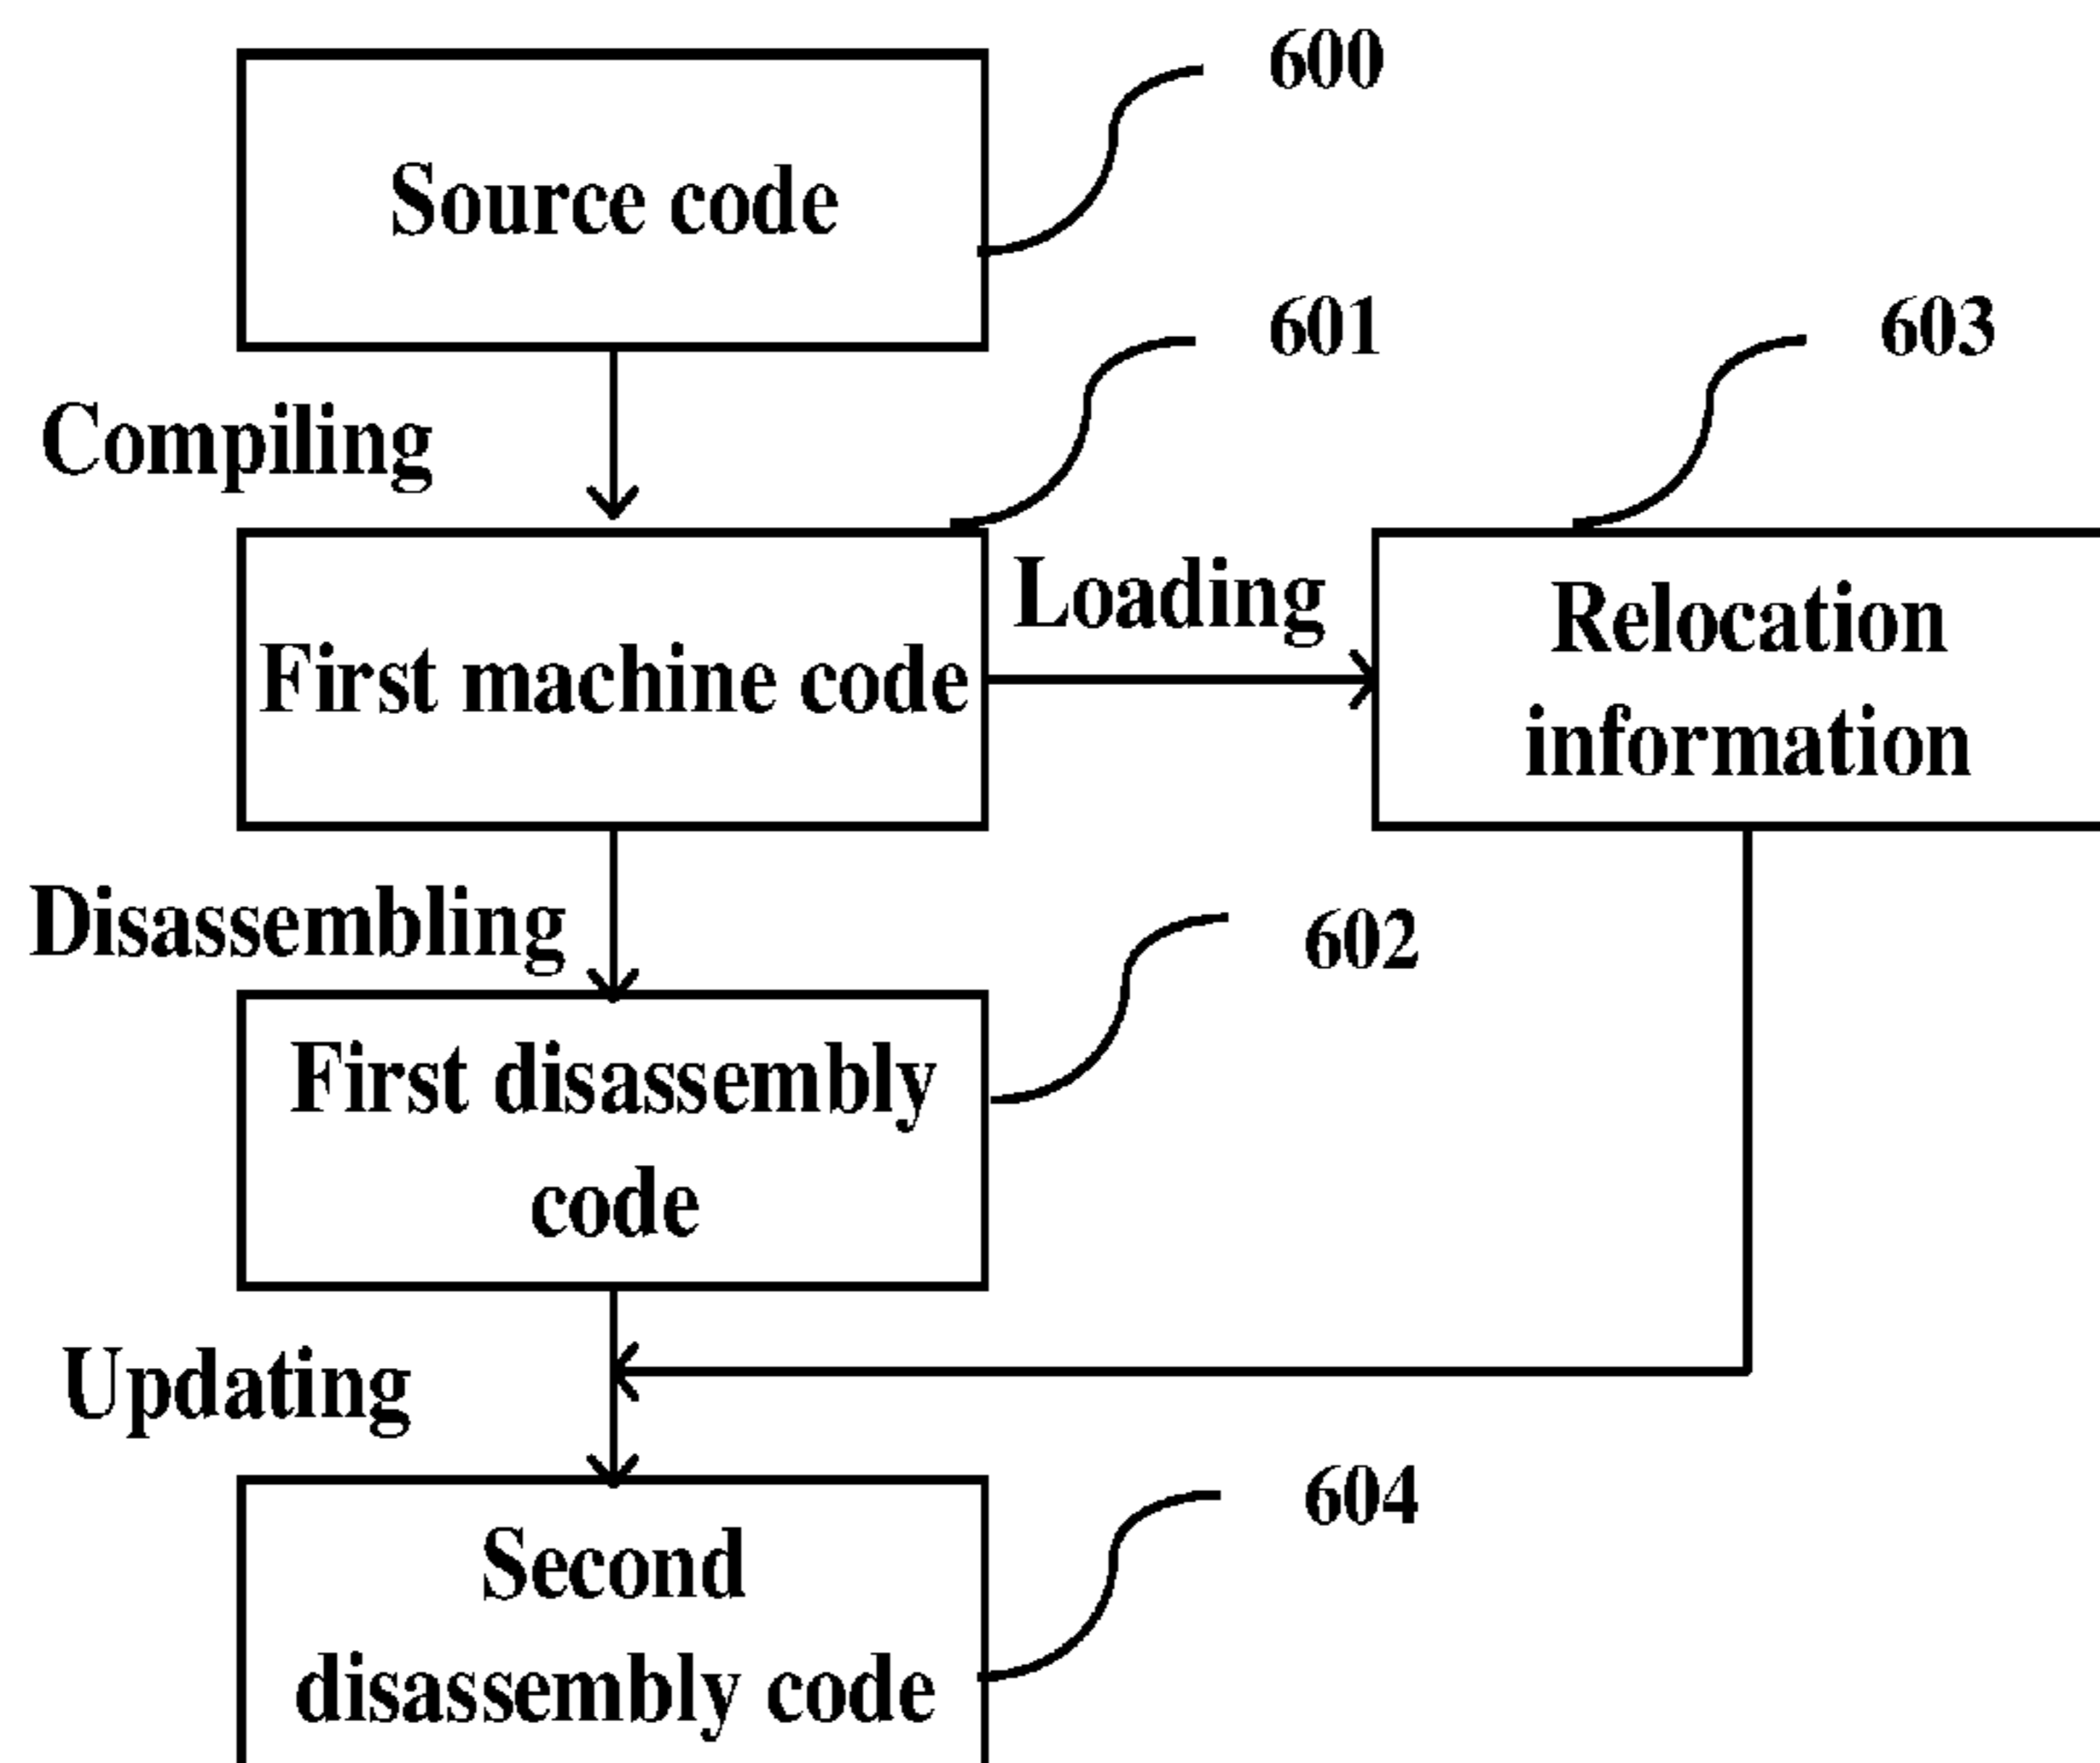 600
Source code
601
603
Compiling
Loading
First machine code
Relocation
information
Disassembling
602
First disassembly
code
Updating
604
Second
disassembly code